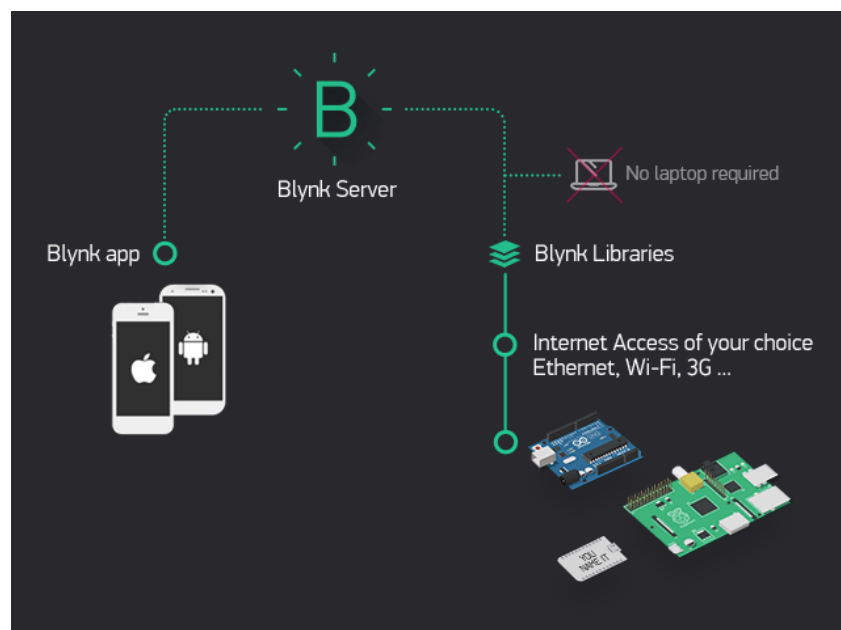 B
Blynk Server
No laptop required
Blynk app
Blynk Libraries
Internet Access of your choice
Ethernet, Wi-Fi, 3G ...
YOU
NAME IT